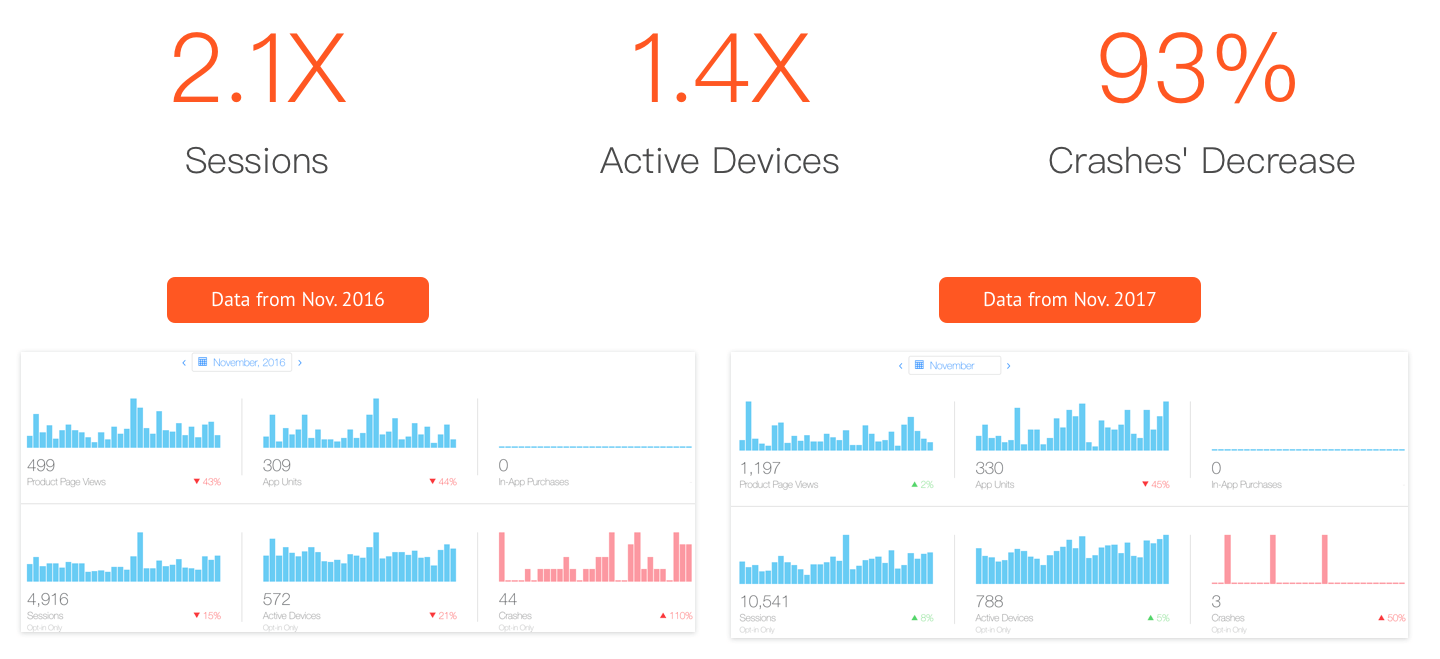 2.1X
1.4X
93%
Sessions
Active Devices
Crashes' Decrease
Data from Nov. 2016
Data from Nov. 2017
‹ November, 2016 ›
499
309
0
Product Page Views ▼ 43%
App Units ▼ 44%
In-App Purchases
4,916
572
44
Sessions ▼ 15%
Active Devices ▼ 21%
Crashes ▲ 110%
Opt-in Only
Opt-in Only
Opt-in Only
‹ November ›
1,197
330
0
Product Page Views ▲ 2%
App Units ▼ 45%
In-App Purchases
10,541
788
3
Sessions ▲ 8%
Active Devices ▲ 5%
Crashes ▲ 50%
Opt-in Only
Opt-in Only
Opt-in Only